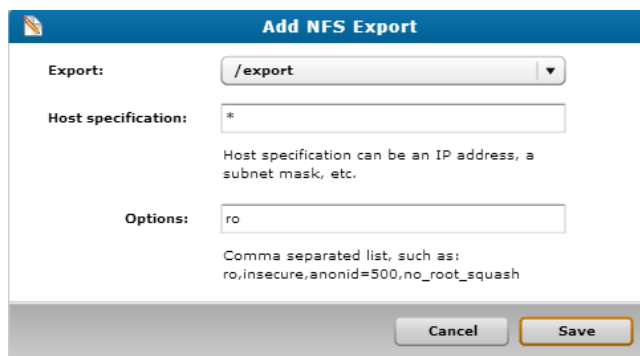 Add NFS Export
Export: /export
Host specification: *
Host specification can be an IP address, a
subnet mask, etc.
Options: ro
Comma separated list, such as:
ro,insecure,anonid=500,no_root_squash
Cancel Save